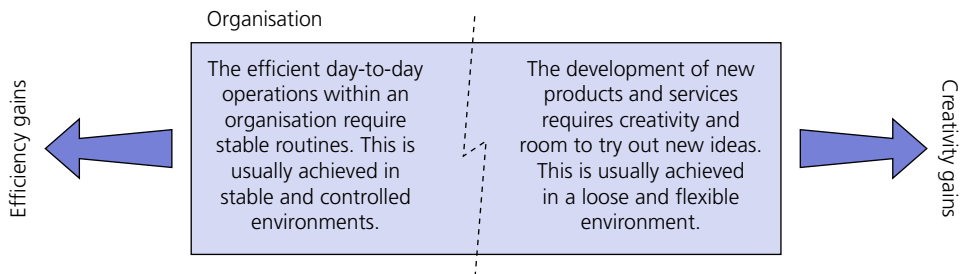 Organisation
Efficiency gains
The efficient day-to-day
operations within an
organisation require
stable routines. This is
usually achieved in
stable and controlled
environments.
The development of new
products and services
requires creativity and
room to try out new ideas.
This is usually achieved
in a loose and flexible
environment.
Creativity gains